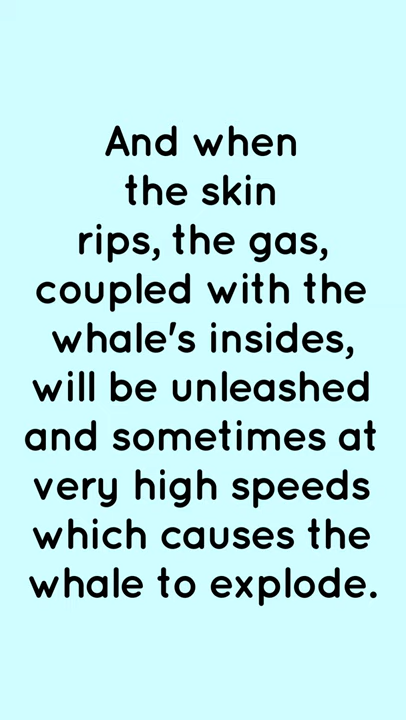 And when
the skin
rips, the gas,
coupled with the
whale's insides,
will be unleashed
and sometimes at
very high speeds
which causes the
whale to explode.